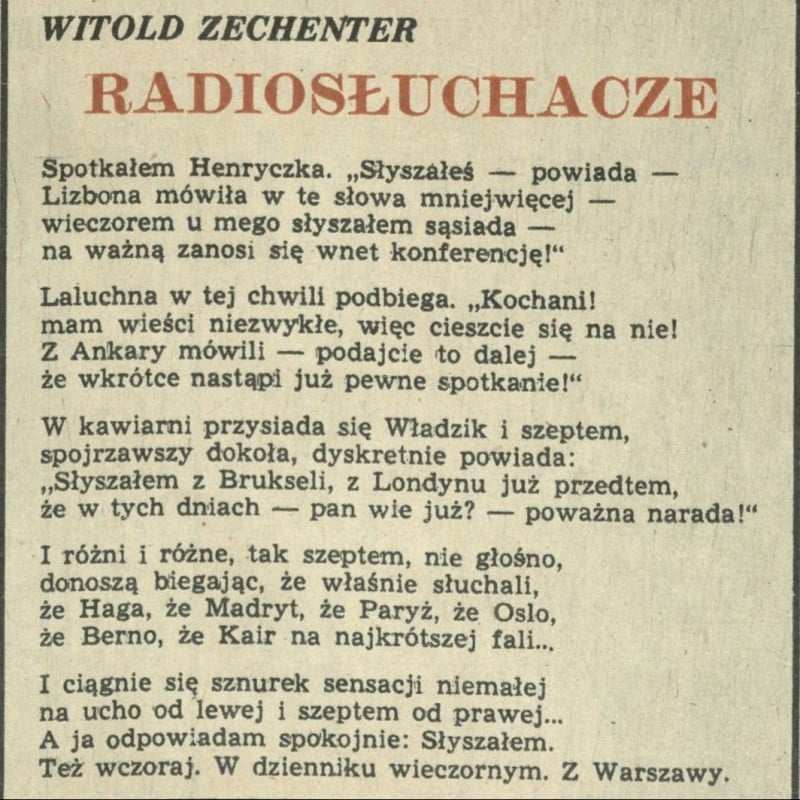 WITOLD ZECHENTER
RADIOSŁUCHACZE
Spotkałem Henryczka. „Słyszałeś — powiada —
Lizbona mówiła w te słowa mniejwięcej —
wieczorem u mego słyszałem sąsiada —
na ważną zanosi się wnet konferencję!“
Laluchna w tej chwili podbiega. „Kochani!
mam wieści niezwykłe, więc cieszcie się na nie!
Z Ankary mówili — podajcie to dalej —
że wkrótce nastąpi już pewne spotkanie!“
W kawiarni przysiada się Władzik i szeptem,
spojrzawszy dokoła, dyskretnie powiada:
„Słyszałem z Brukseli, z Londynu już przedtem,
że w tych dniach — pan wie już? — poważna narada!“
I różni i różne, tak szeptem, nie głośno,
donoszą biegając, że właśnie słuchali,
że Haga, że Madryt, że Paryż, że Oslo,
że Berno, że Kair na najkrótszej fali...
I ciągnie się sznurek sensacji niemałej
na ucho od lewej i szeptem od prawej...
A ja odpowiadam spokojnie: Słyszałem.
Też wczoraj. W dzienniku wieczornym. Z Warszawy.